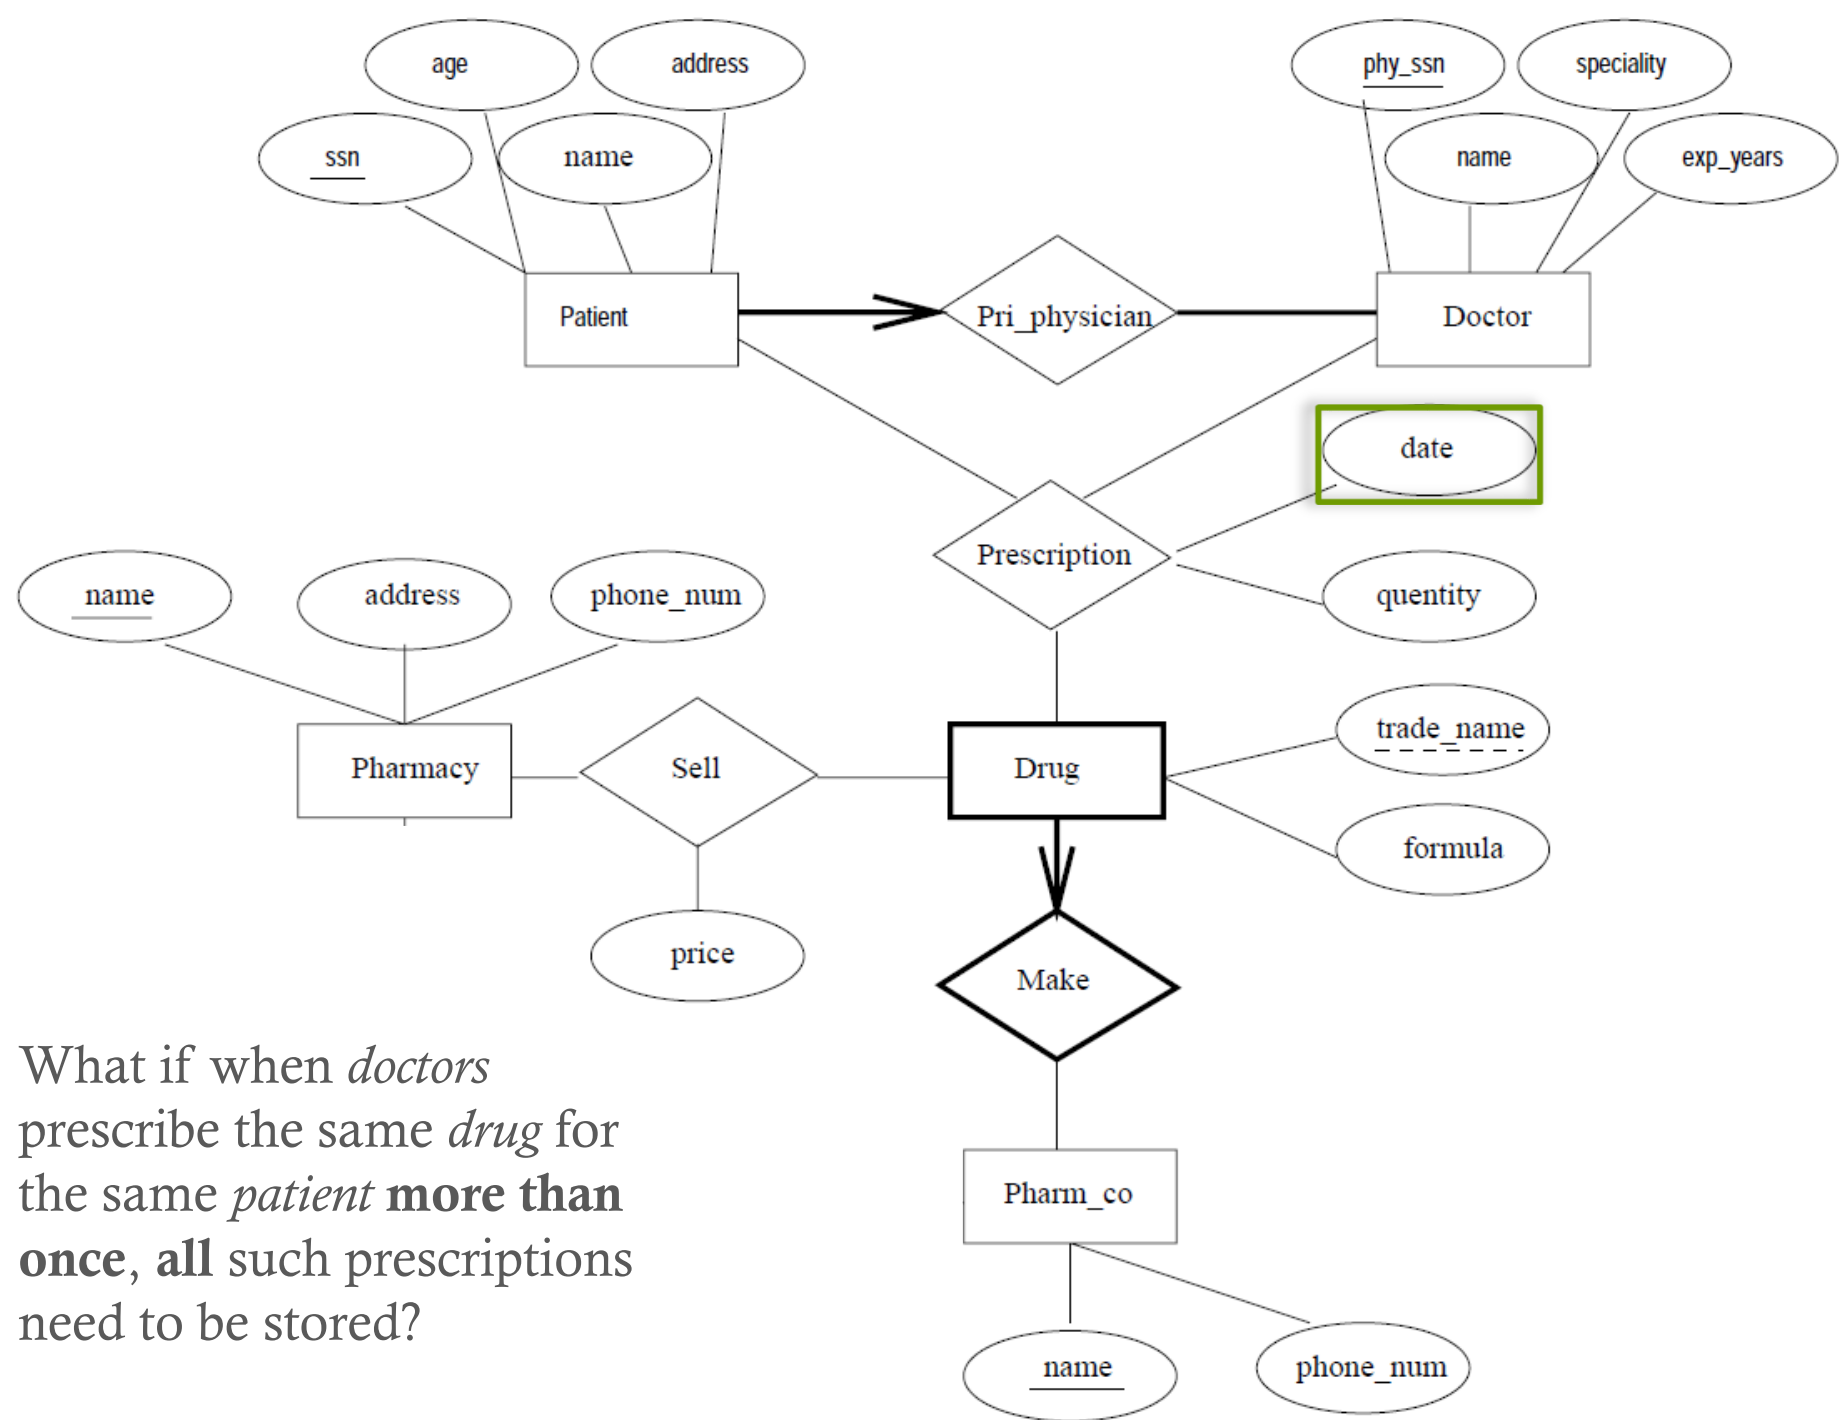 age
address
phy_ssn
speciality
ssn
name
name
exp_years
Patient
Pri_physician
Doctor
date
Prescription
name
address
phone_num
quentity
trade_name
Pharmacy
Sell
Drug
formula
price
Make
What if when doctors
prescribe the same drug for
the same patient more than
once, all such prescriptions
need to be stored?
Pharm_co
name
phone_num